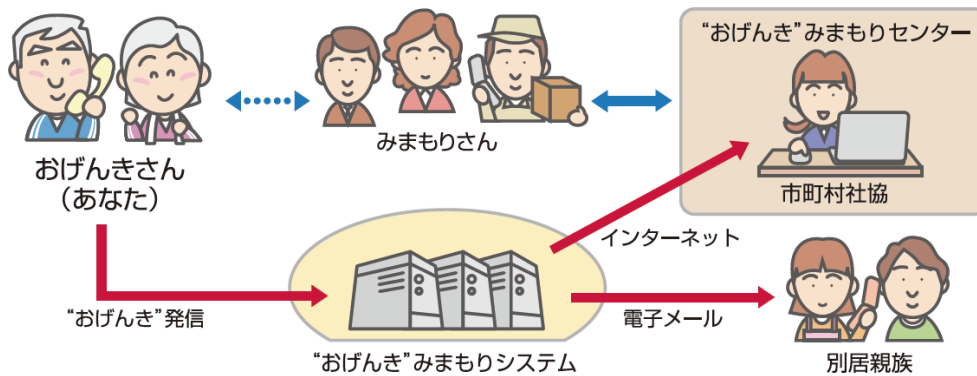 “おげんき”みまもりセンター
みまもりさん
おげんきさん
（あなた）
市町村社協
インターネット
“おげんき”発信
電子メール
“おげんき”みまもりシステム
別居親族